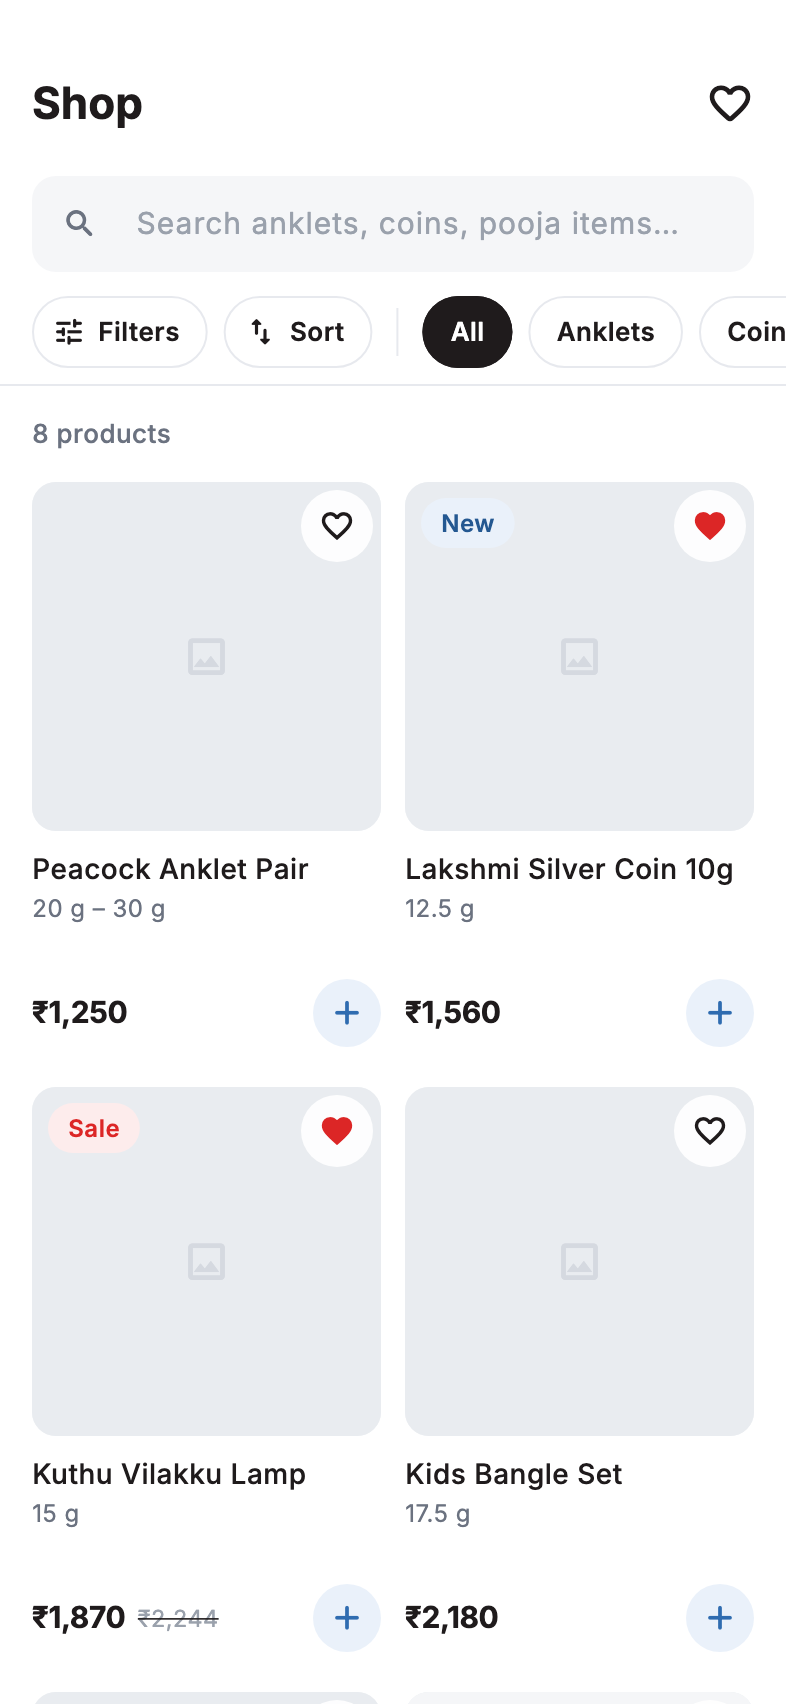 Shop
Search anklets, coins, pooja items...
Filters
Sort
All
Anklets
Coin
8 products
New
Peacock Anklet Pair
20 g – 30 g
₹1,250
Lakshmi Silver Coin 10g
12.5 g
₹1,560
Sale
Kuthu Vilakku Lamp
15 g
₹1,870 ₹2,244
Kids Bangle Set
17.5 g
₹2,180